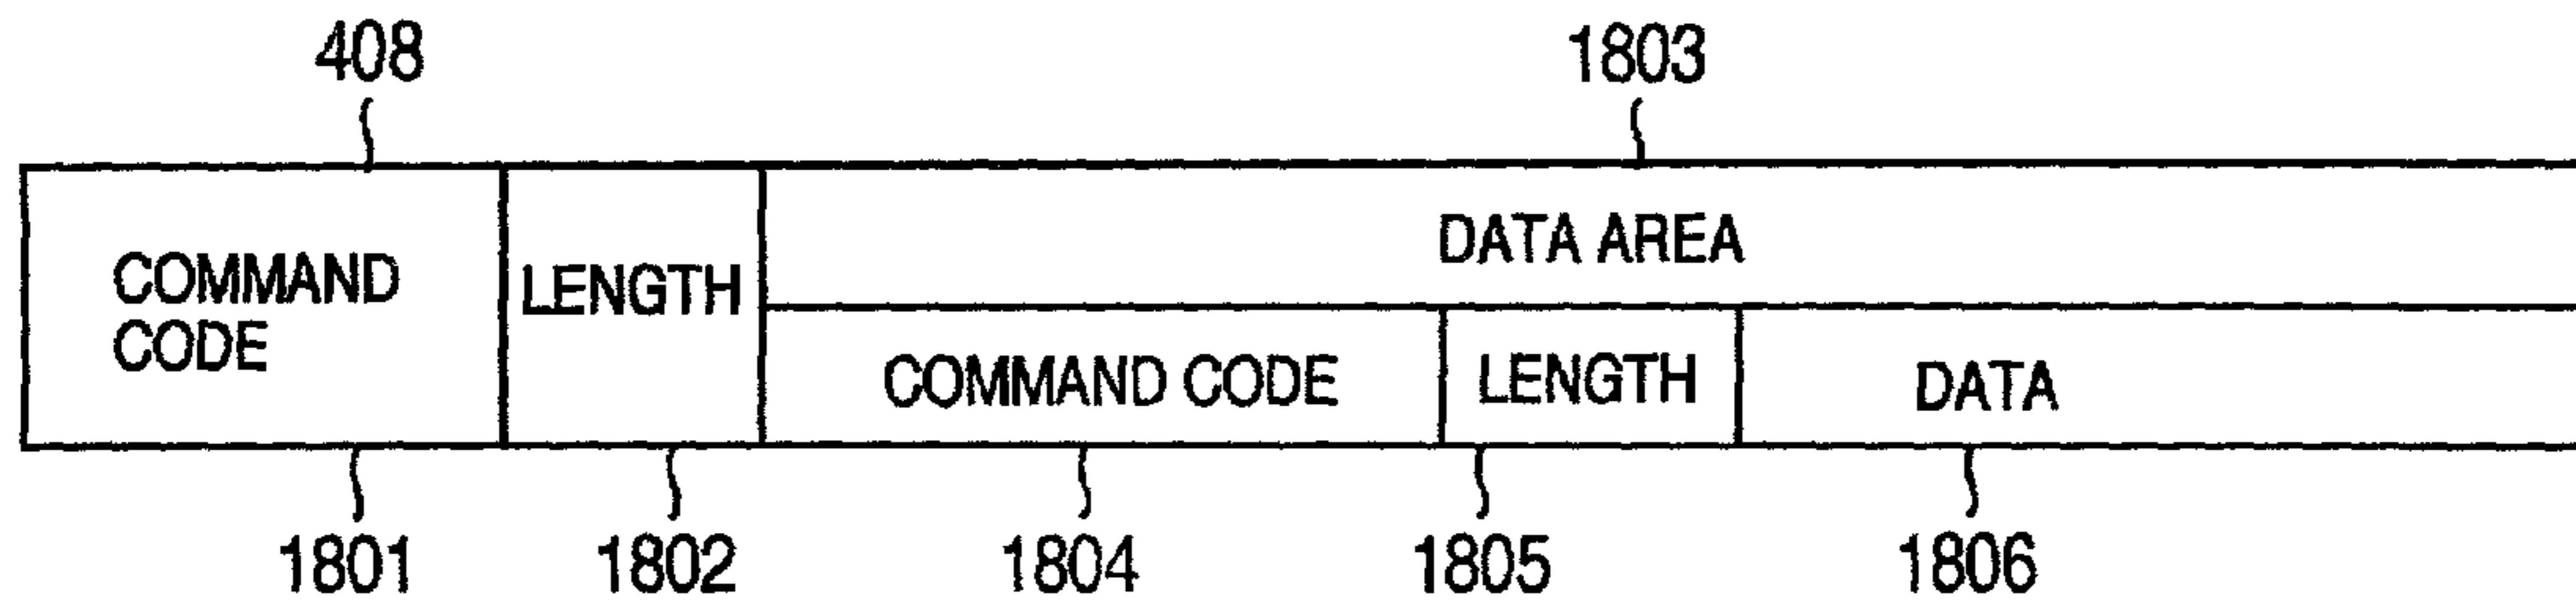 408
1803
COMMAND
CODE
LENGTH
DATA AREA
COMMAND CODE
LENGTH
DATA
1801
1802
1804
1805
1806